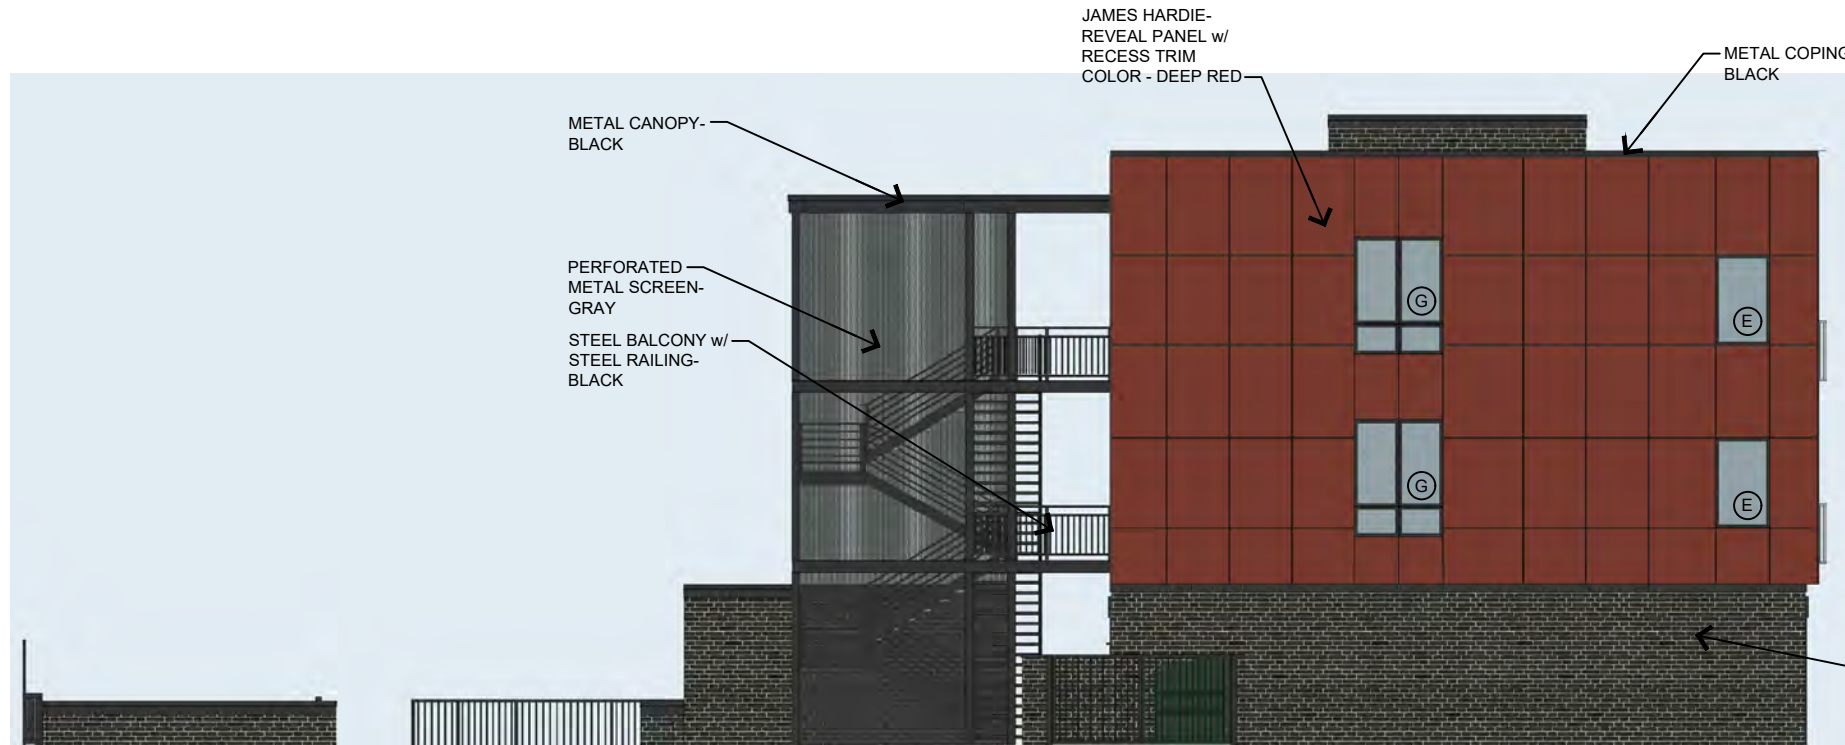 JAMES HARDIE-
REVEAL PANEL w/
RECESS TRIM
COLOR - DEEP RED
METAL COPING
BLACK
METAL CANOPY-
BLACK
PERFORATED
METAL SCREEN-
GRAY
STEEL BALCONY w/
STEEL RAILING-
BLACK
G
E
G
E